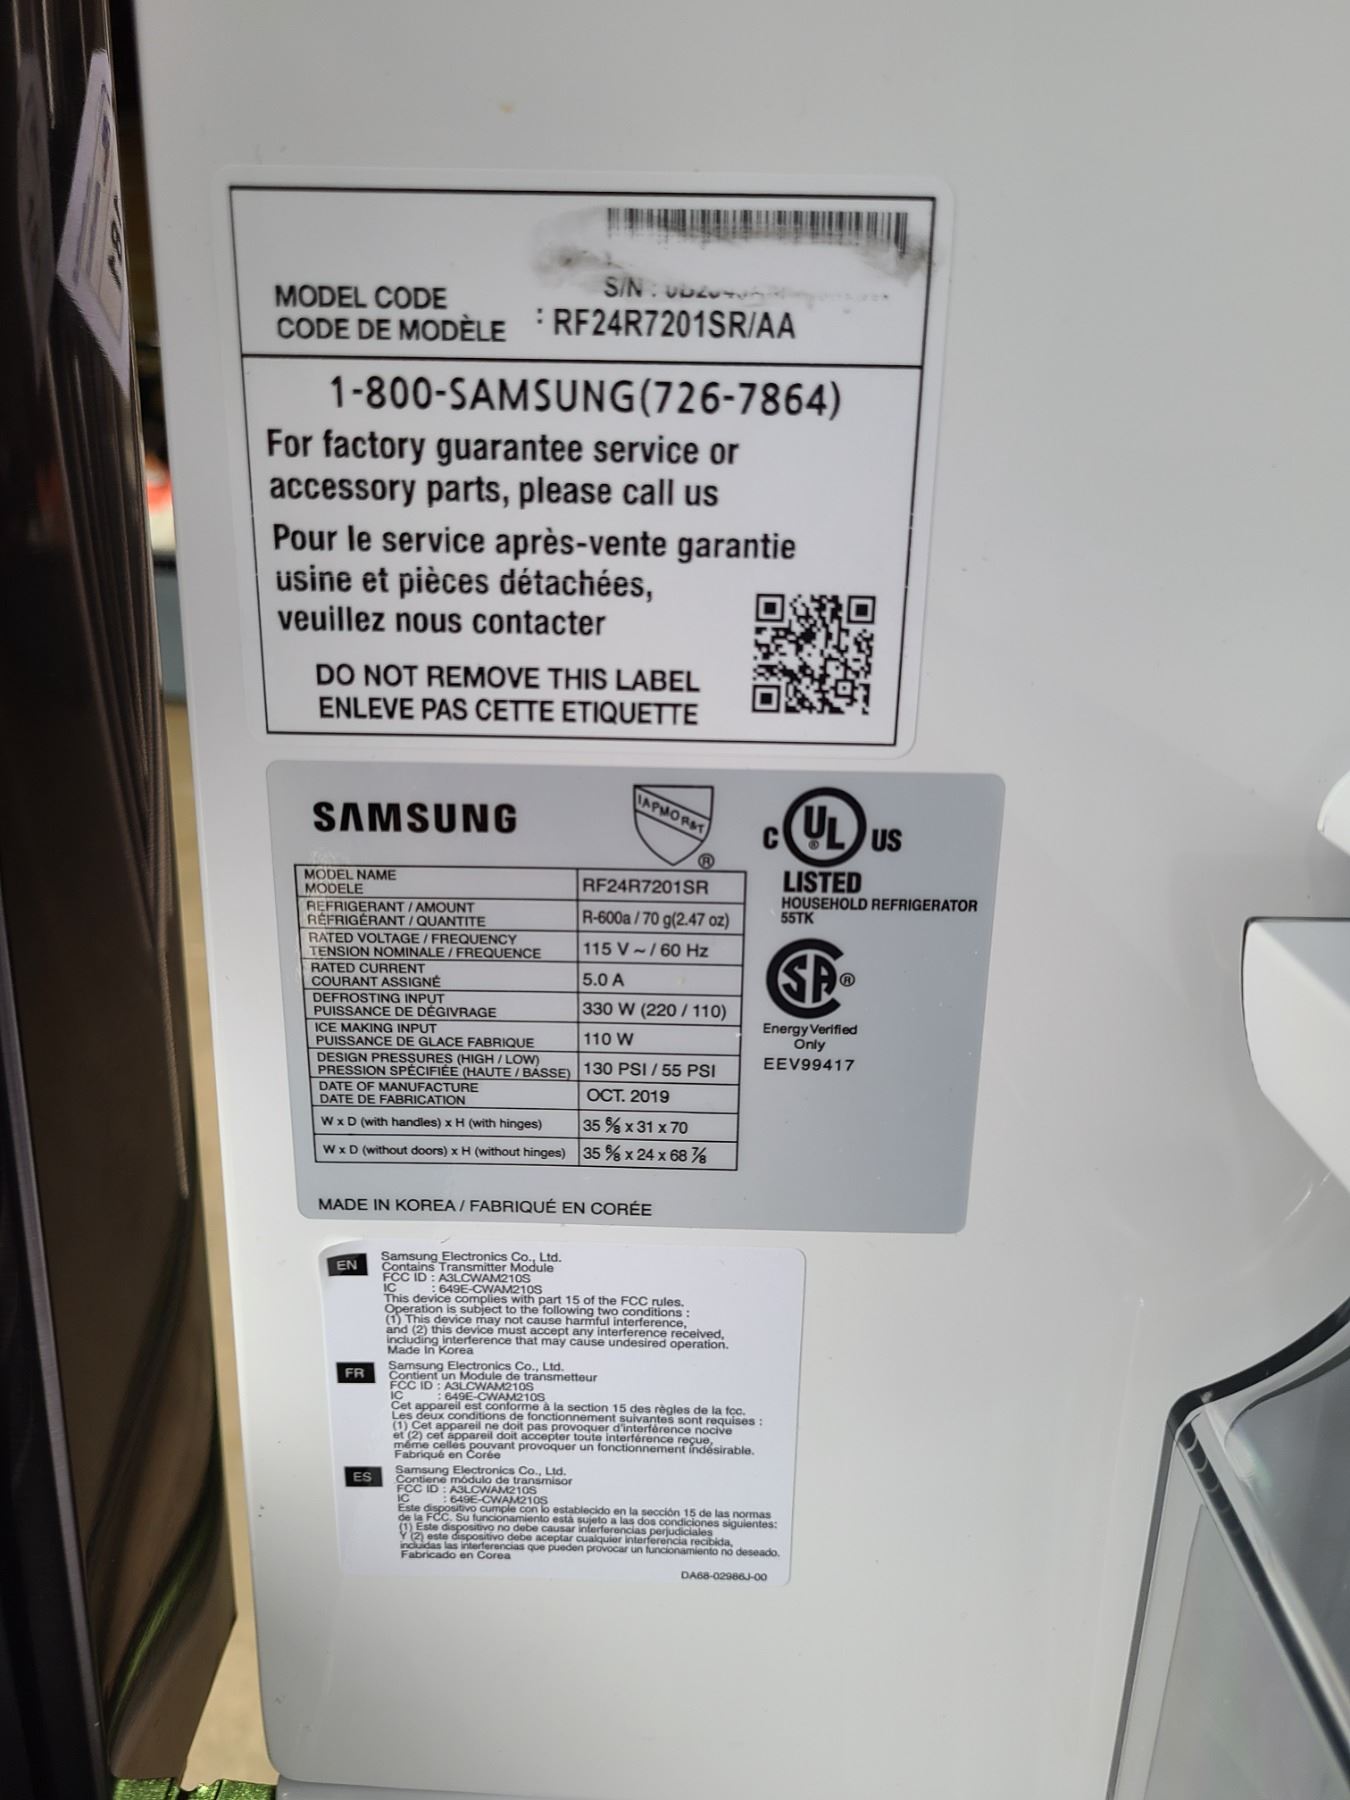 S/N :
MODEL CODE
CODE DE MODÈLE : RF24R7201SR/AA
1-800-SAMSUNG(726-7864)
For factory guarantee service or
accessory parts, please call us
Pour le service après-vente garantie
usine et pièces détachées,
veuillez nous contacter
DO NOT REMOVE THIS LABEL
ENLEVE PAS CETTE ETIQUETTE
SAMSUNG
IAPMO R&T ®
C UL ® US
LISTED
HOUSEHOLD REFRIGERATOR
55TK
SA ®
Energy Verified
Only
EEV99417
MODEL NAME
MODELE RF24R7201SR
REFRIGERANT / AMOUNT
RÉFRIGÉRANT / QUANTITE R-600a / 70 g(2.47 oz)
RATED VOLTAGE / FREQUENCY
TENSION NOMINALE / FREQUENCE 115 V ~ / 60 Hz
RATED CURRENT
COURANT ASSIGNÉ 5.0 A
DEFROSTING INPUT
PUISSANCE DE DÉGIVRAGE 330 W (220 / 110)
ICE MAKING INPUT
PUISSANCE DE GLACE FABRIQUE 110 W
DESIGN PRESSURES (HIGH / LOW)
PRESSION SPÉCIFIÉE (HAUTE / BASSE) 130 PSI / 55 PSI
DATE OF MANUFACTURE
DATE DE FABRICATION OCT. 2019
W x D (with handles) x H (with hinges) 35 ⅝ x 31 x 70
W x D (without doors) x H (without hinges) 35 ⅝ x 24 x 68 ⅞
MADE IN KOREA / FABRIQUÉ EN CORÉE
EN
Samsung Electronics Co., Ltd.
Contains Transmitter Module
FCC ID : A3LCWAM210S
IC : 649E-CWAM210S
This device complies with part 15 of the FCC rules.
Operation is subject to the following two conditions :
(1) This device may not cause harmful interference,
and (2) this device must accept any interference received,
including interference that may cause undesired operation.
Made In Korea
FR
Samsung Electronics Co., Ltd.
Contient un Module de transmetteur
FCC ID : A3LCWAM210S
IC : 649E-CWAM210S
Cet appareil est conforme à la section 15 des règles de la fcc.
Les deux conditions de fonctionnement suivantes sont requises :
(1) Cet appareil ne doit pas provoquer d'interférence nocive
et (2) cet appareil doit accepter toute interférence reçue,
même celles pouvant provoquer un fonctionnement indésirable.
Fabriqué en Corée
ES
Samsung Electronics Co., Ltd.
Contiene módulo de transmisor
FCC ID : A3LCWAM210S
IC : 649E-CWAM210S
Este dispositivo cumple con lo establecido en la sección 15 de las normas
de la FCC. Su funcionamiento está sujeto a las dos condiciones siguientes:
(1) Este dispositivo no debe causar interferencias perjudiciales
Y (2) este dispositivo debe aceptar cualquier interferencia recibida,
incluidas las interferencias que pueden provocar un funcionamiento no deseado.
Fabricado en Corea
DA68-02986J-00